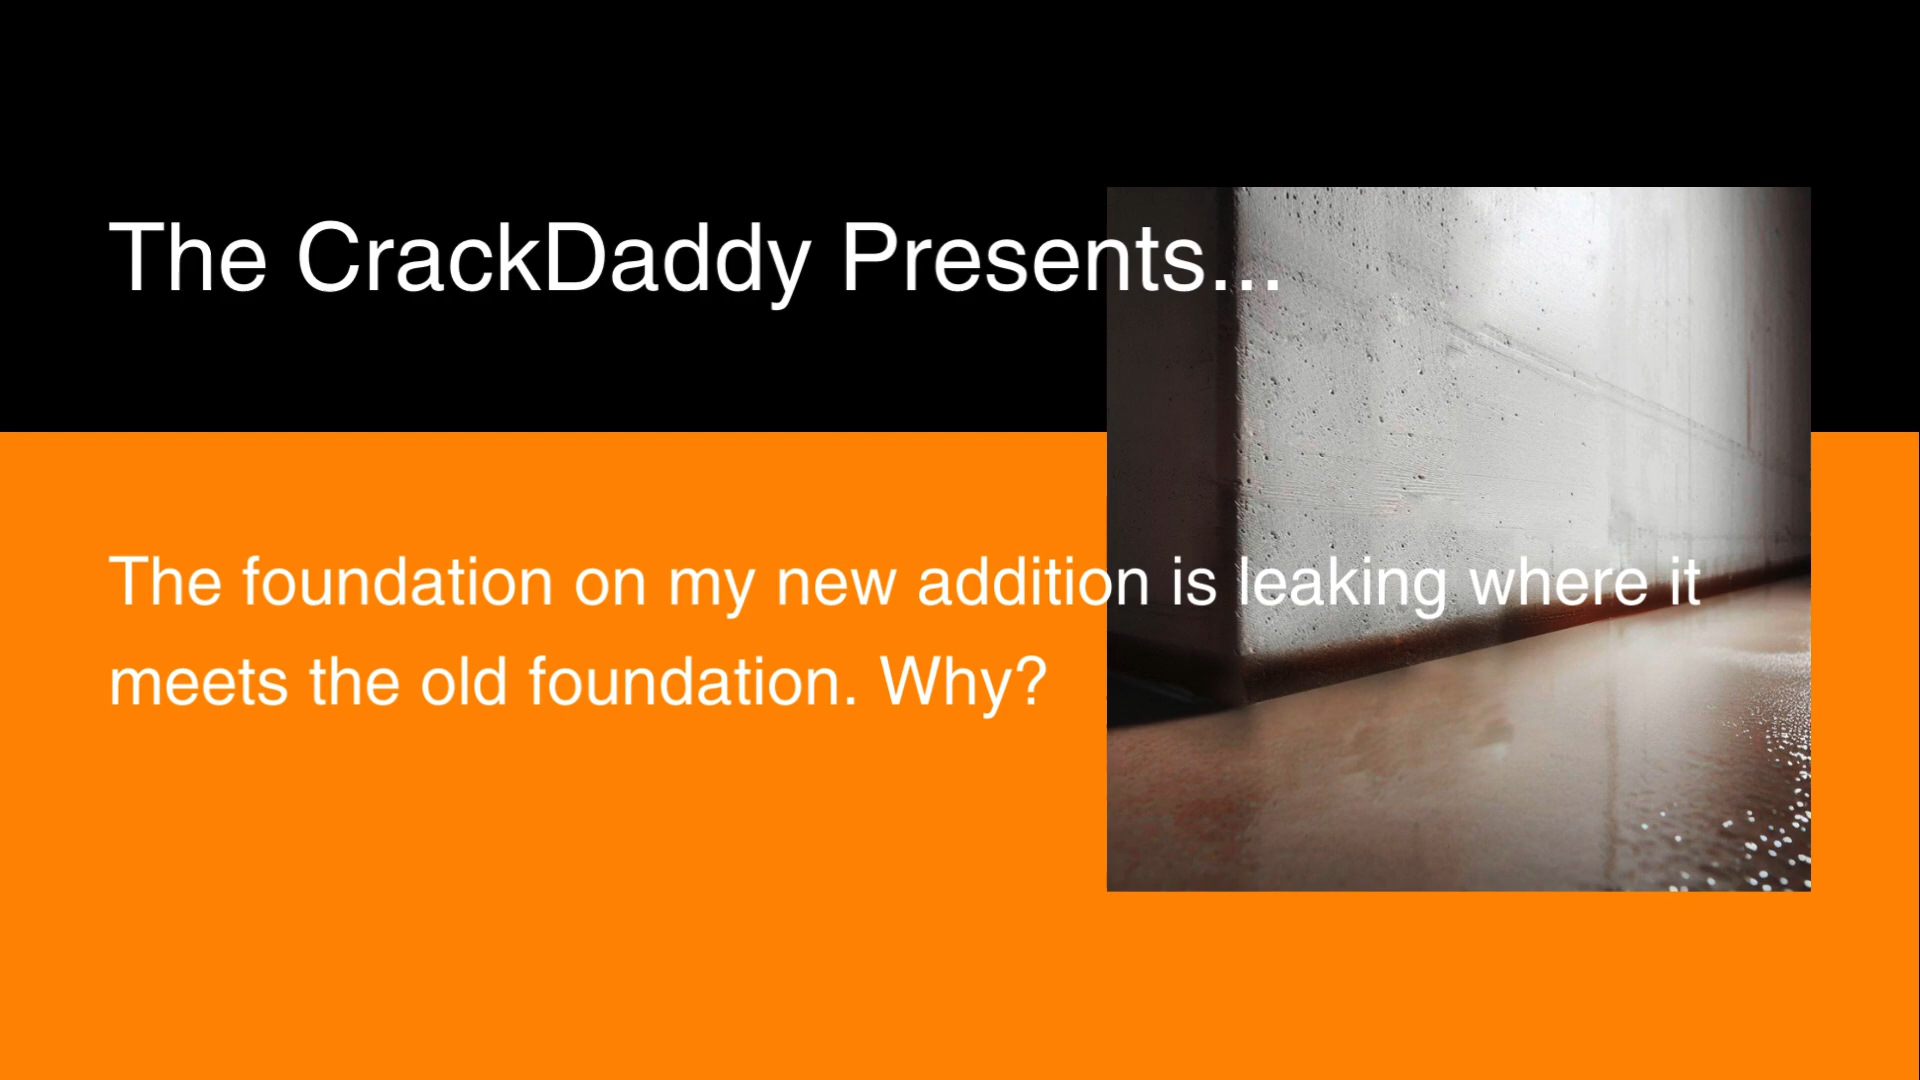 The CrackDaddy Presents...
The foundation on my new addition is leaking where it
meets the old foundation. Why?